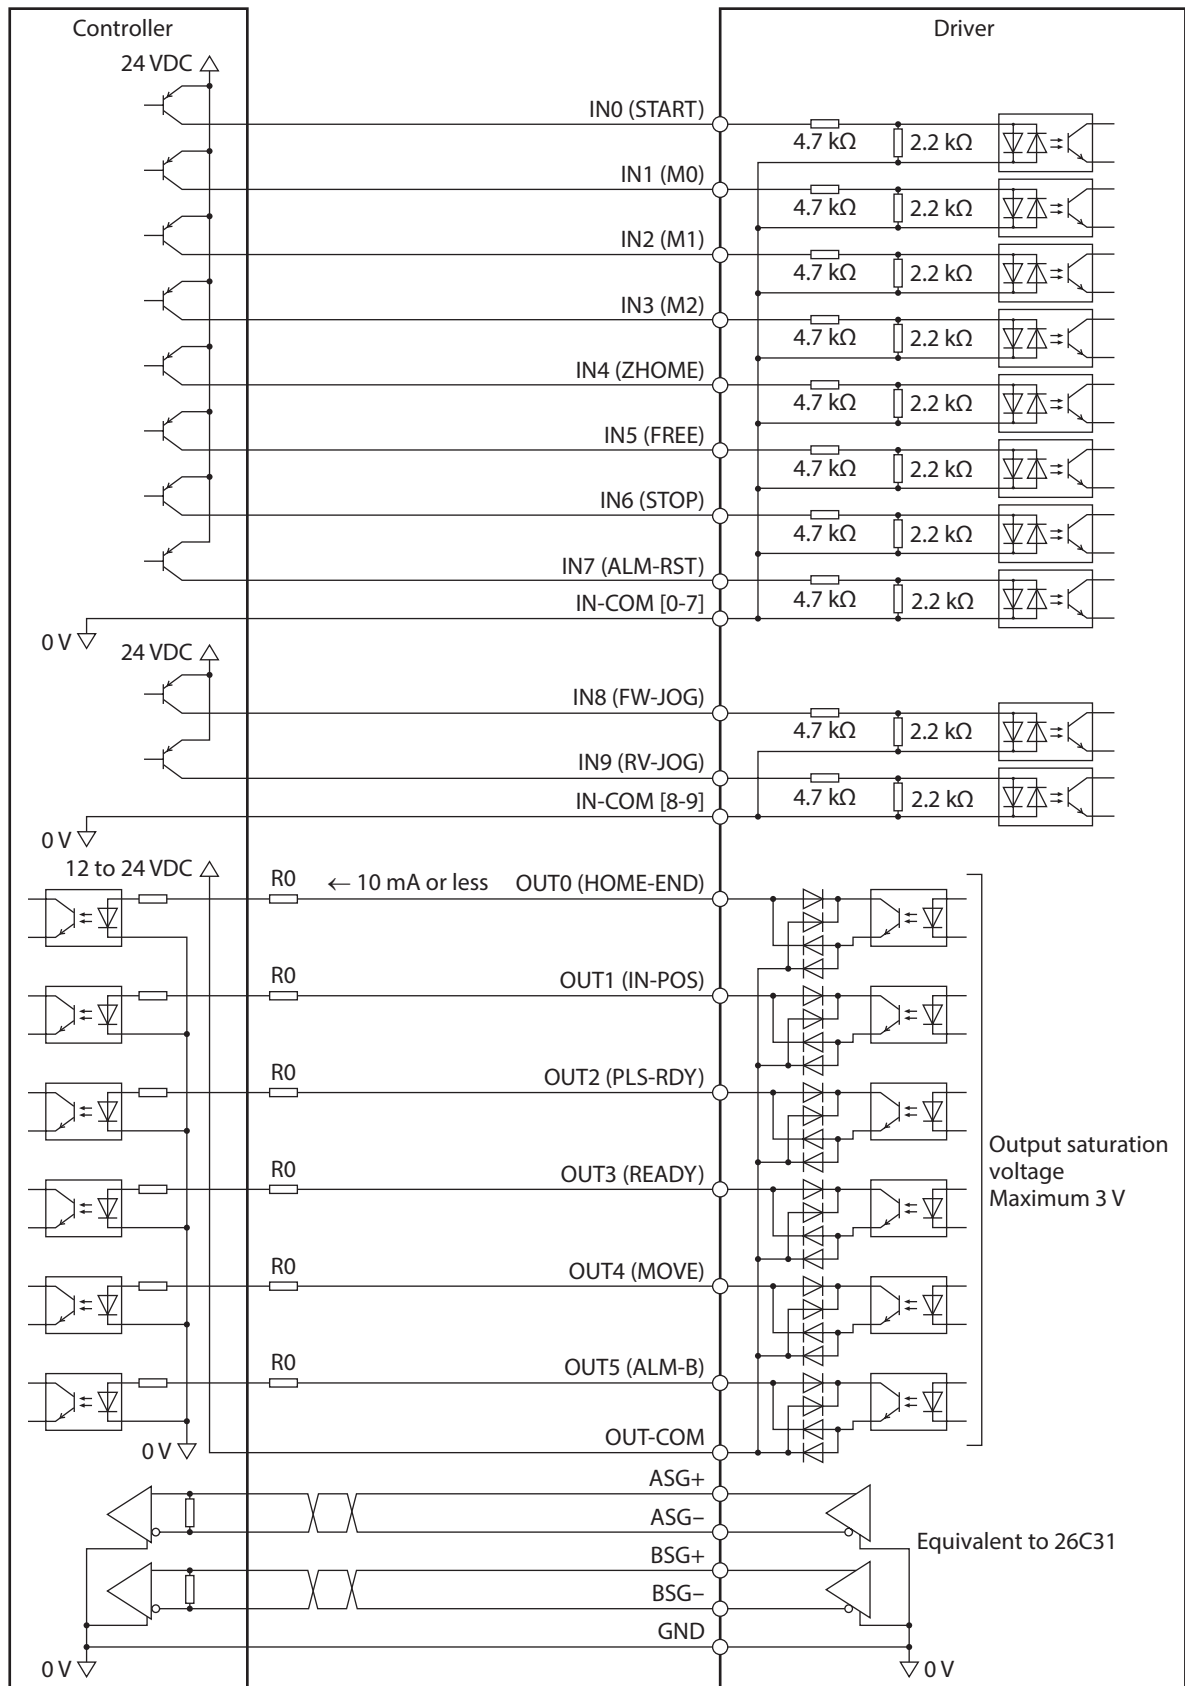 Controller
Driver
24 VDC
IN0 (START)
4.7 kΩ
2.2 kΩ
IN1 (M0)
4.7 kΩ
2.2 kΩ
IN2 (M1)
4.7 kΩ
2.2 kΩ
IN3 (M2)
4.7 kΩ
2.2 kΩ
IN4 (ZHOME)
4.7 kΩ
2.2 kΩ
IN5 (FREE)
4.7 kΩ
2.2 kΩ
IN6 (STOP)
4.7 kΩ
2.2 kΩ
IN7 (ALM-RST)
4.7 kΩ
2.2 kΩ
IN-COM [0-7]
0 V
24 VDC
IN8 (FW-JOG)
4.7 kΩ
2.2 kΩ
IN9 (RV-JOG)
4.7 kΩ
2.2 kΩ
IN-COM [8-9]
0 V
12 to 24 VDC
R0
← 10 mA or less
OUT0 (HOME-END)
R0
OUT1 (IN-POS)
R0
OUT2 (PLS-RDY)
Output saturation
voltage
Maximum 3 V
R0
OUT3 (READY)
R0
OUT4 (MOVE)
R0
OUT5 (ALM-B)
0 V
OUT-COM
ASG+
ASG–
Equivalent to 26C31
BSG+
BSG–
GND
0 V
0 V